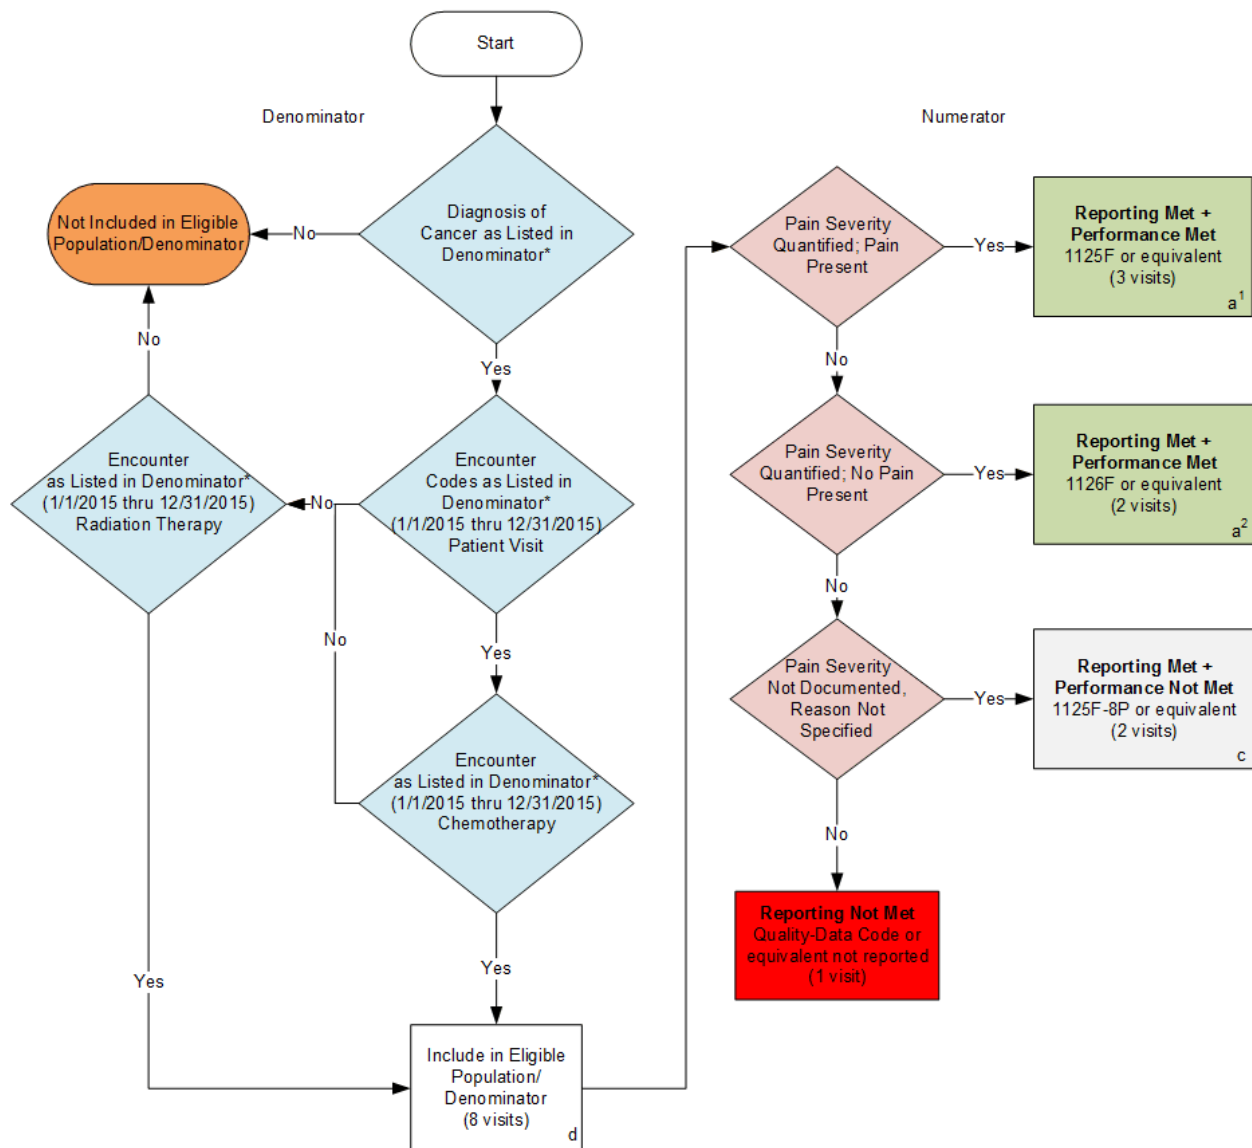 Start
Denominator
Numerator
Diagnosis of
Cancer as Listed in
Denominator*
No
Not Included in Eligible
Population/Denominator
Yes
No
Encounter
Codes as Listed in
Denominator*
(1/1/2015 thru 12/31/2015)
Patient Visit
No
Encounter
as Listed in Denominator*
(1/1/2015 thru 12/31/2015)
Radiation Therapy
Yes
No
Encounter
as Listed in Denominator*
(1/1/2015 thru 12/31/2015)
Chemotherapy
Yes
Yes
Include in Eligible
Population/
Denominator
(8 visits)
d
Pain Severity
Quantified; Pain
Present
Yes
Reporting Met +
Performance Met
1125F or equivalent
(3 visits)
a¹
No
Pain Severity
Quantified; No Pain
Present
Yes
Reporting Met +
Performance Met
1126F or equivalent
(2 visits)
a²
No
Pain Severity
Not Documented,
Reason Not
Specified
Yes
Reporting Met +
Performance Not Met
1125F-8P or equivalent
(2 visits)
c
No
Reporting Not Met
Quality-Data Code or
equivalent not reported
(1 visit)